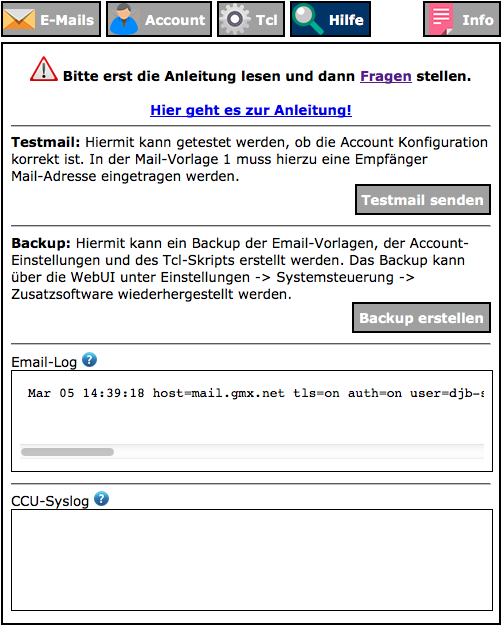 E-Mails Account Tcl Hilfe Info
Bitte erst die Anleitung lesen und dann Fragen stellen.
Hier geht es zur Anleitung!
Testmail: Hiermit kann getestet werden, ob die Account Konfiguration
korrekt ist. In der Mail-Vorlage 1 muss hierzu eine Empfänger
Mail-Adresse eingetragen werden.
Testmail senden
Backup: Hiermit kann ein Backup der Email-Vorlagen, der Account-
Einstellungen und des Tcl-Skripts erstellt werden. Das Backup kann
über die WebUI unter Einstellungen -> Systemsteuerung ->
Zusatzsoftware wiederhergestellt werden.
Backup erstellen
Email-Log ?
Mar 05 14:39:18 host=mail.gmx.net tls=on auth=on user=djb-s
CCU-Syslog ?